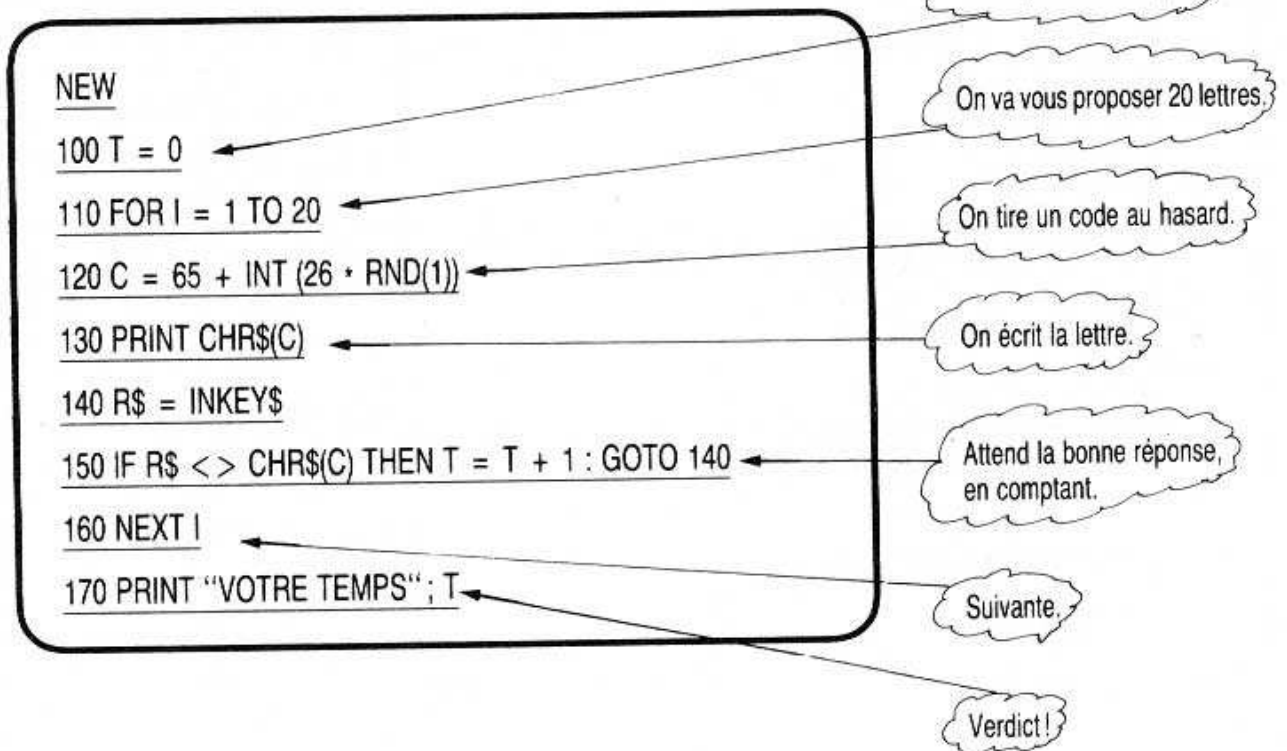 NEW
100 T = 0
110 FOR I = 1 TO 20
120 C = 65 + INT (26 * RND(1))
130 PRINT CHR$(C)
140 R$ = INKEY$
150 IF R$ <> CHR$(C) THEN T = T + 1 : GOTO 140
160 NEXT I
170 PRINT “VOTRE TEMPS“ ; T
On va vous proposer 20 lettres.
On tire un code au hasard.
On écrit la lettre.
Attend la bonne réponse,
en comptant.
Suivante.
Verdict !